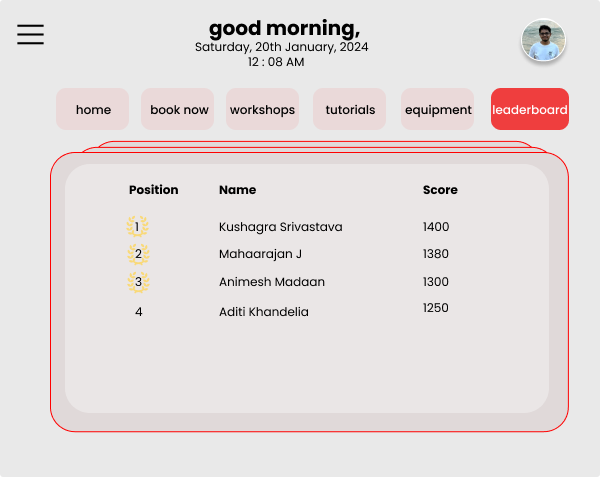 good morning,
Saturday, 20th January, 2024
12 : 08 AM
home book now workshops tutorials equipment leaderboard
Position Name Score
1 Kushagra Srivastava 1400
2 Mahaarajan J 1380
3 Animesh Madaan 1300
4 Aditi Khandelia 1250